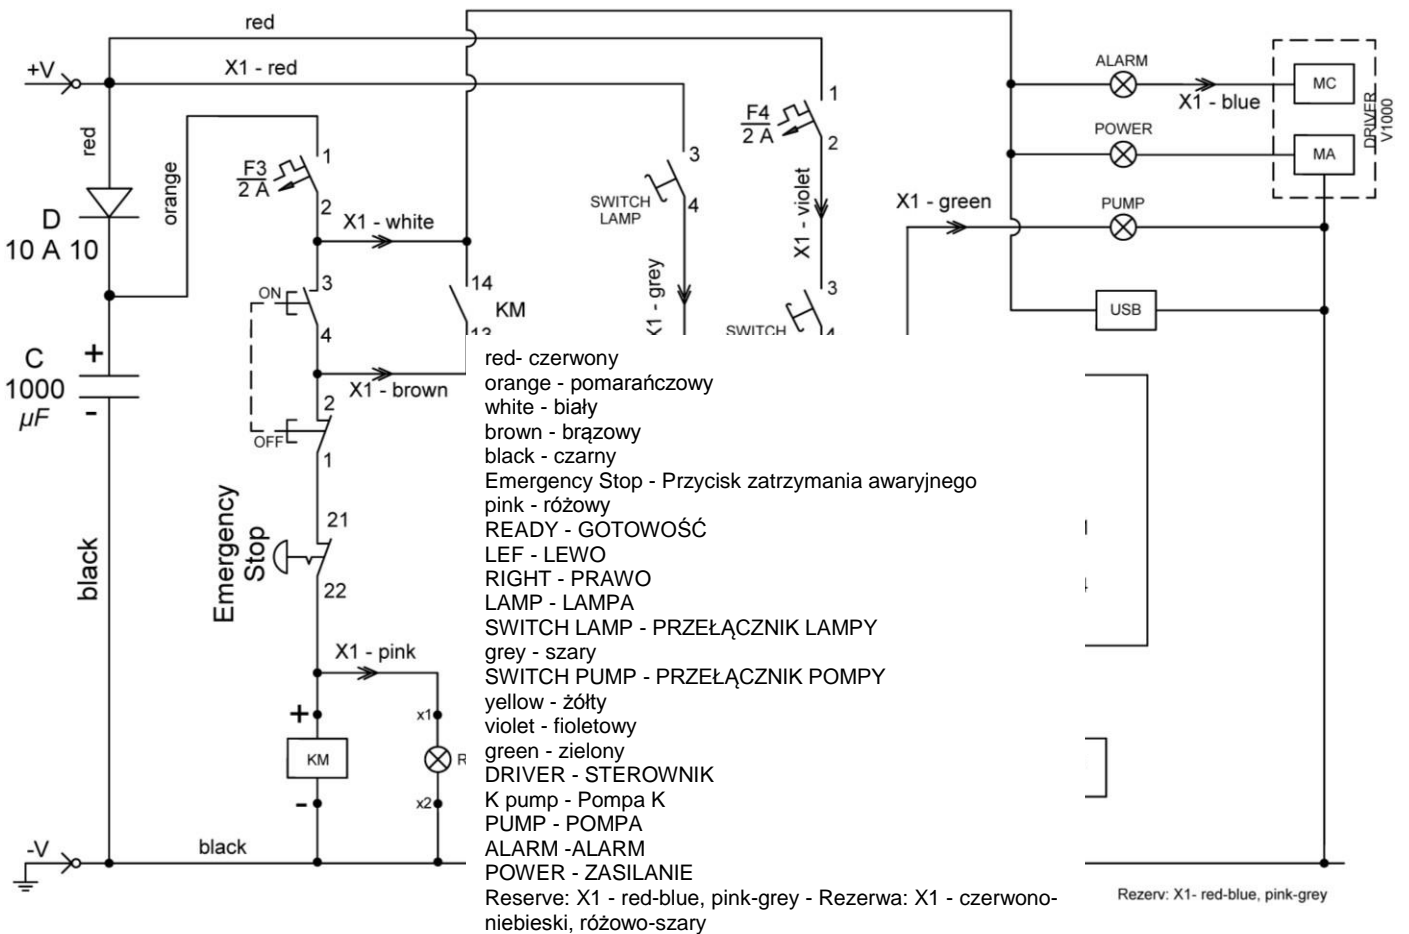 red
+V
X1 - red
red
orange
D
10 A 10
F3
2 A
1
2
X1 - white
3
ON
4
14
KM
13
X1 - brown
2
OFF
1
C
1000
µF
+
-
black
Emergency
Stop
21
22
X1 - pink
+
KM
-
x1
x2
R
-V
black
3
4
SWITCH
LAMP
X1 - grey
F4
2 A
1
2
X1 - violet
3
SWITCH
4
ALARM
X1 - blue
MC
POWER
MA
DRIVER
V1000
X1 - green
PUMP
USB
red- czerwony
orange - pomarańczowy
white - biały
brown - brązowy
black - czarny
Emergency Stop - Przycisk zatrzymania awaryjnego
pink - różowy
READY - GOTOWOŚĆ
LEF - LEWO
RIGHT - PRAWO
LAMP - LAMPA
SWITCH LAMP - PRZEŁĄCZNIK LAMPY
grey - szary
SWITCH PUMP - PRZEŁĄCZNIK POMPY
yellow - żółty
violet - fioletowy
green - zielony
DRIVER - STEROWNIK
K pump - Pompa K
PUMP - POMPA
ALARM -ALARM
POWER - ZASILANIE
Reserve: X1 - red-blue, pink-grey - Rezerwa: X1 - czerwono-
niebieski, różowo-szary
Rezerv: X1- red-blue, pink-grey